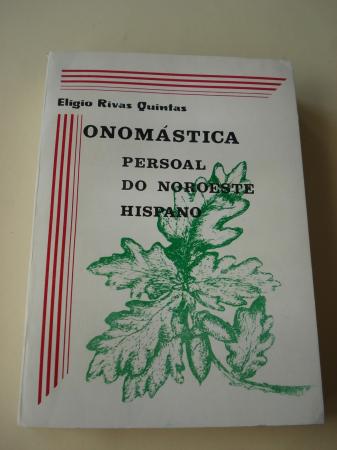 Eligio Rivas Quintas
ONOMÁSTICA
PERSOAL
DO NOROESTE
HISPANO